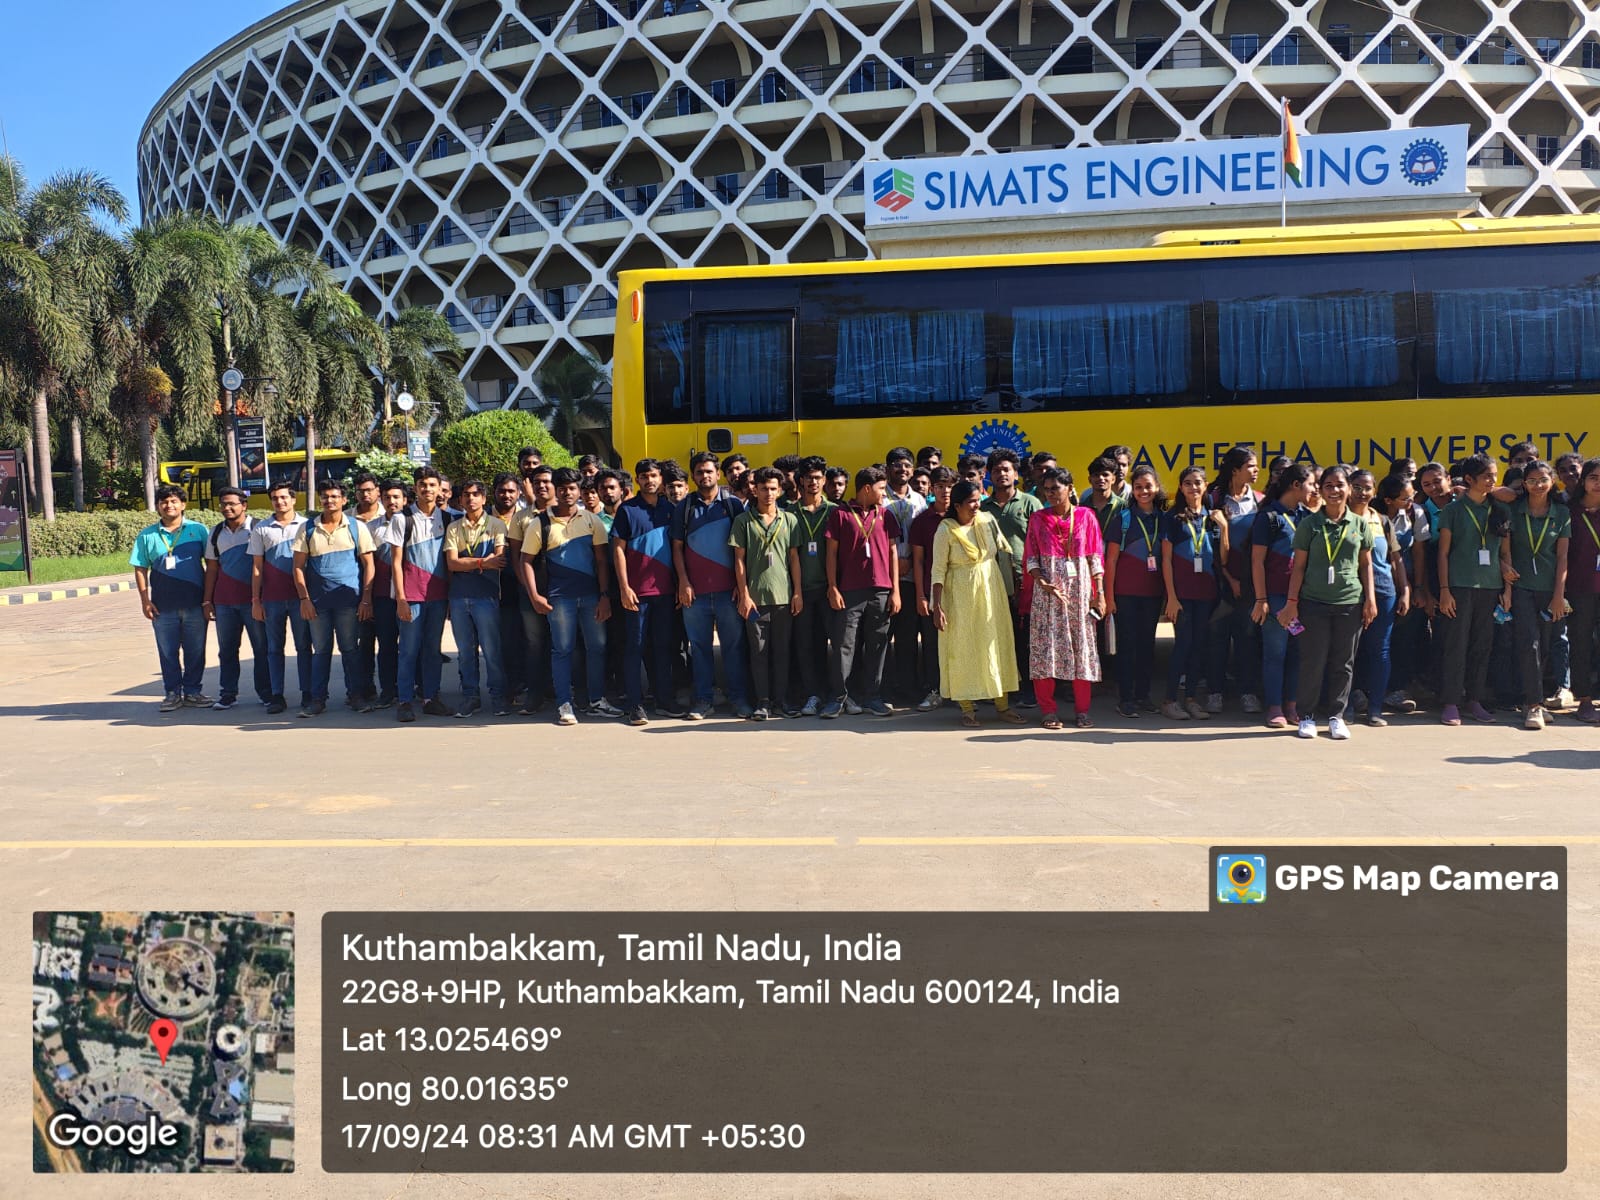 SIMATS ENGINEERING
AVEETHA UNIVERSITY
GPS Map Camera
Kuthambakkam, Tamil Nadu, India
22G8+9HP, Kuthambakkam, Tamil Nadu 600124, India
Lat 13.025469°
Long 80.01635°
17/09/24 08:31 AM GMT +05:30
Google